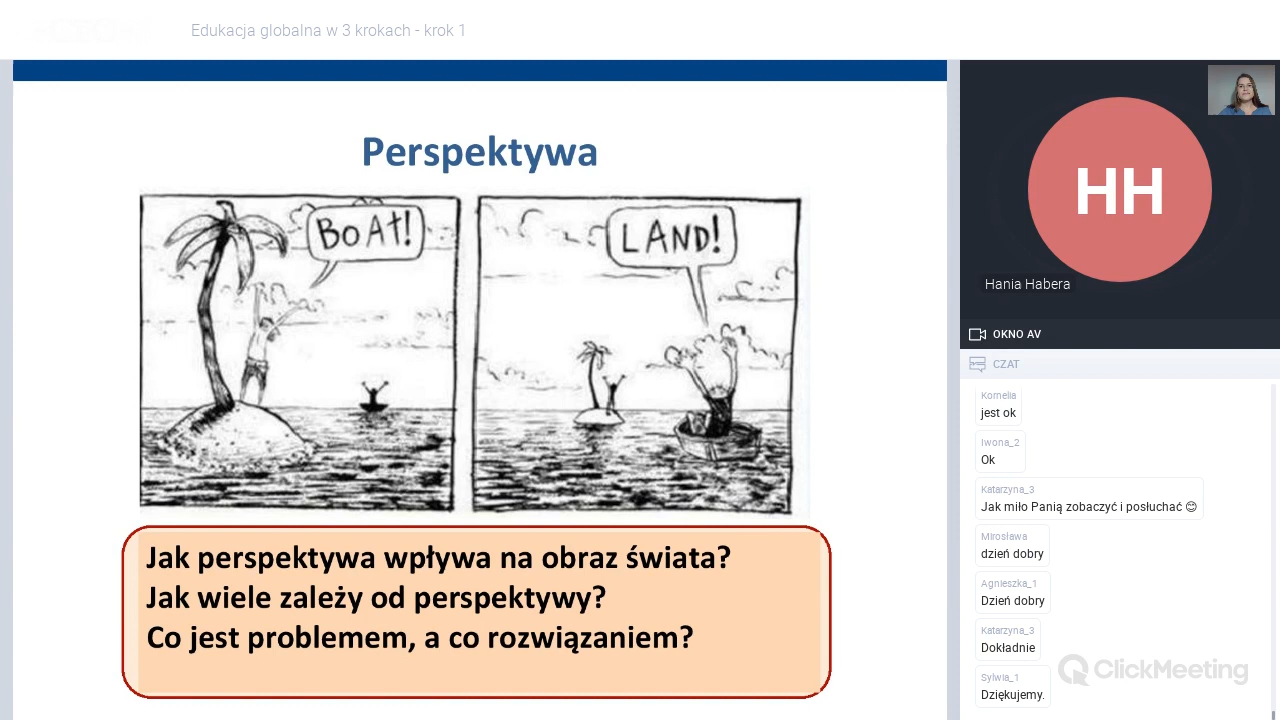 Edukacja globalna w 3 krokach - krok 1
Perspektywa
BOAT!
LAND!
Jak perspektywa wpływa na obraz świata?
Jak wiele zależy od perspektywy?
Co jest problemem, a co rozwiązaniem?
HH
Hania Habera
OKNO AV
CZAT
Kornelia
jest ok
Iwona_2
Ok
Katarzyna_3
Jak miło Panią zobaczyć i posłuchać 😊
Mirosława
dzień dobry
Agnieszka_1
Dzień dobry
Katarzyna_3
Dokładnie
Sylwia_1
Dziękujemy.
ClickMeeting